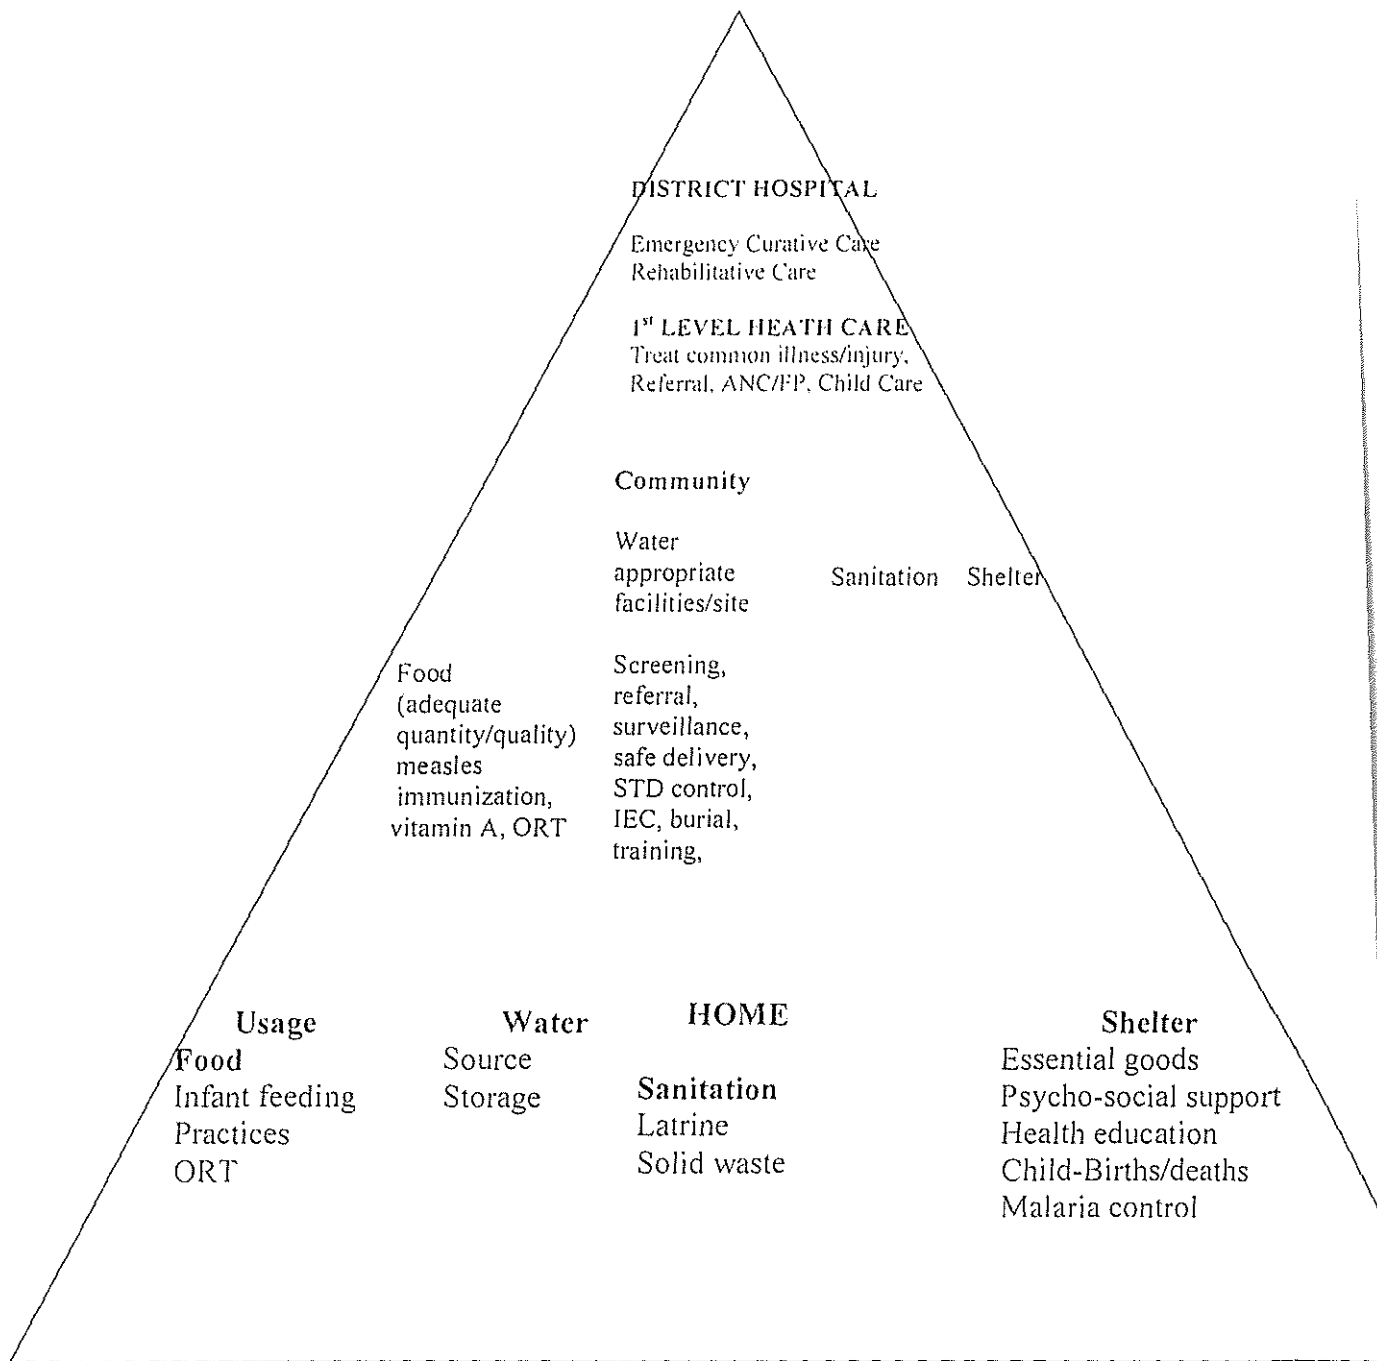 DISTRICT HOSPITAL
Emergency Curative Care
Rehabilitative Care
1st LEVEL HEATH CARE
Treat common illness/injury,
Referral, ANC/FP, Child Care
Community
Water
appropriate
facilities/site
Sanitation
Shelter
Food
(adequate
quantity/quality)
measles
immunization,
vitamin A, ORT
Screening,
referral,
surveillance,
safe delivery,
STD control,
IEC, burial,
training,
HOME
Usage
Food
Infant feeding
Practices
ORT
Water
Source
Storage
Sanitation
Latrine
Solid waste
Shelter
Essential goods
Psycho-social support
Health education
Child-Births/deaths
Malaria control